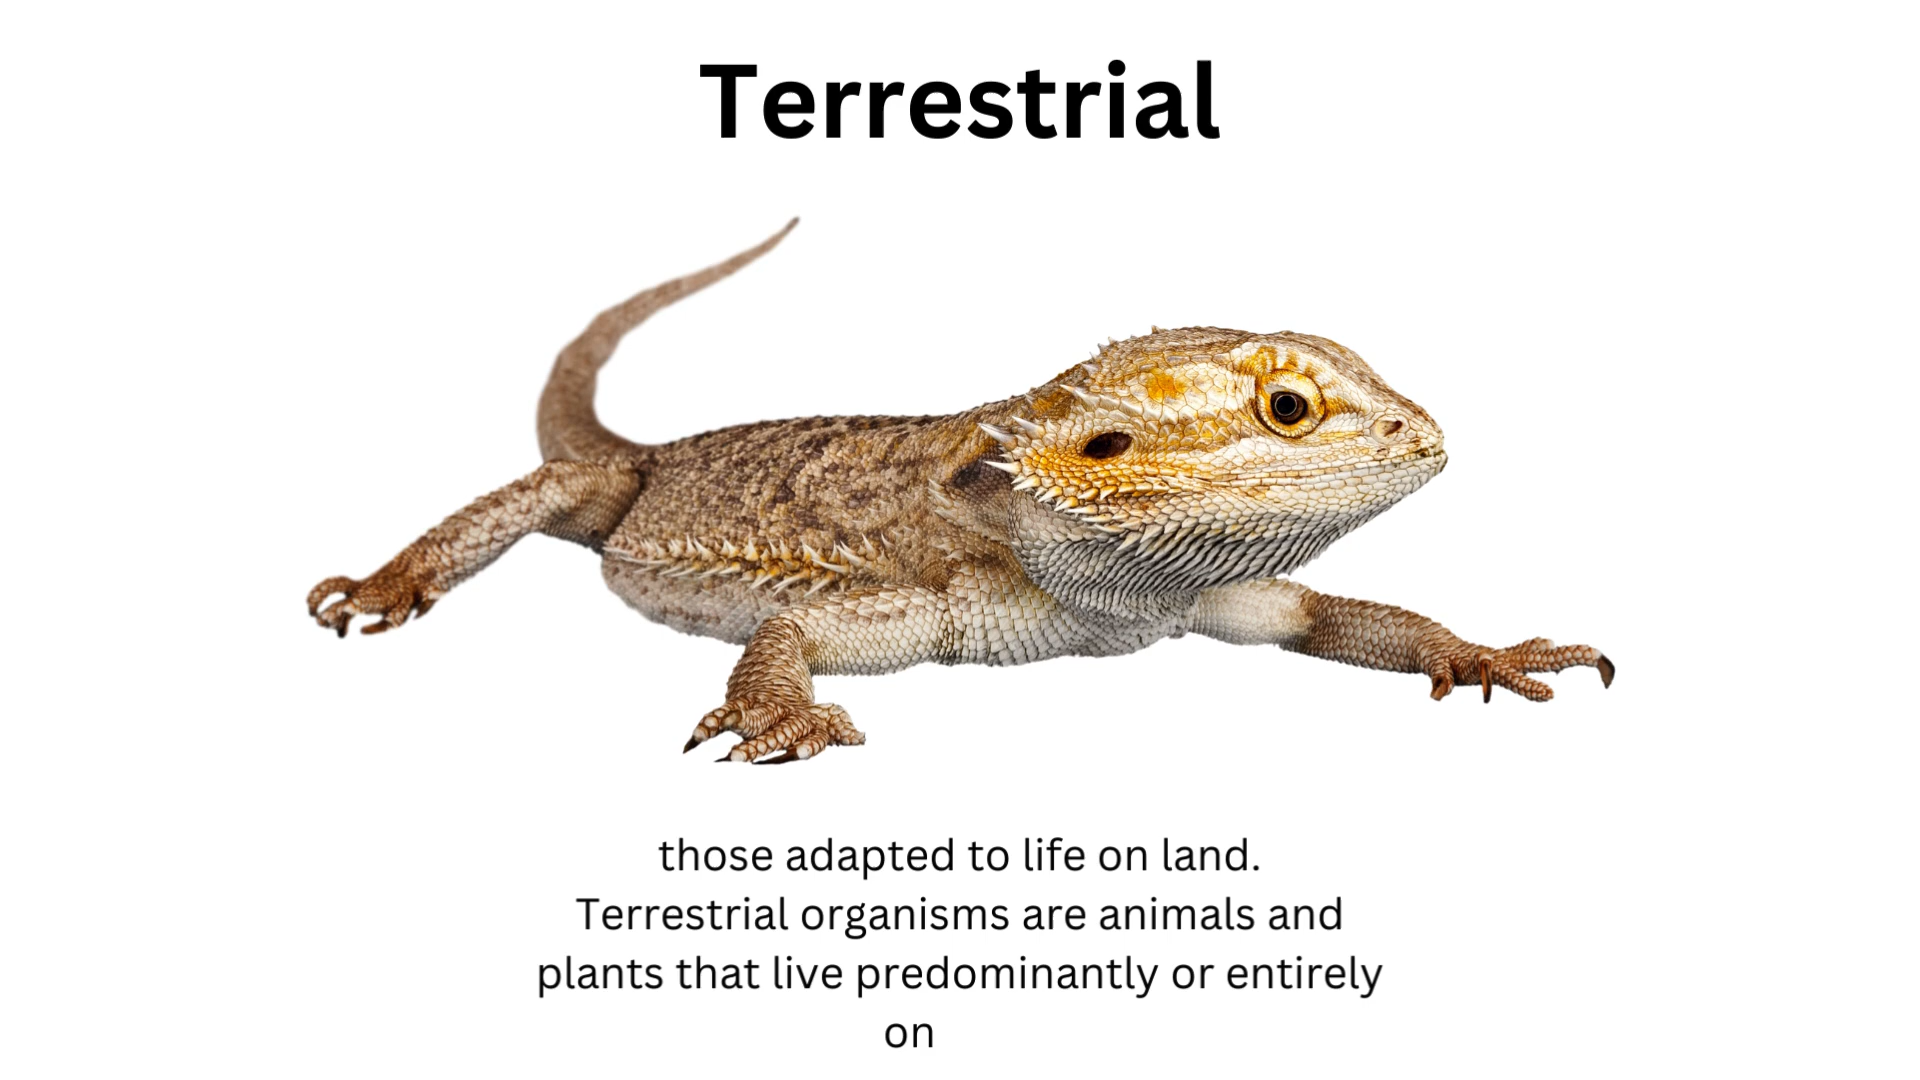 Terrestrial
those adapted to life on land.
Terrestrial organisms are animals and
plants that live predominantly or entirely
on